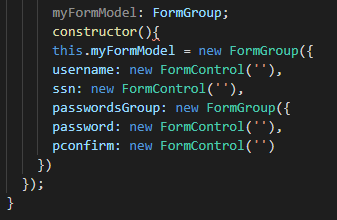 myFormModel: FormGroup;
constructor(){
this.myFormModel = new FormGroup({
username: new FormControl(''),
ssn: new FormControl(''),
passwordsGroup: new FormGroup({
password: new FormControl(''),
pconfirm: new FormControl('')
})
});
}